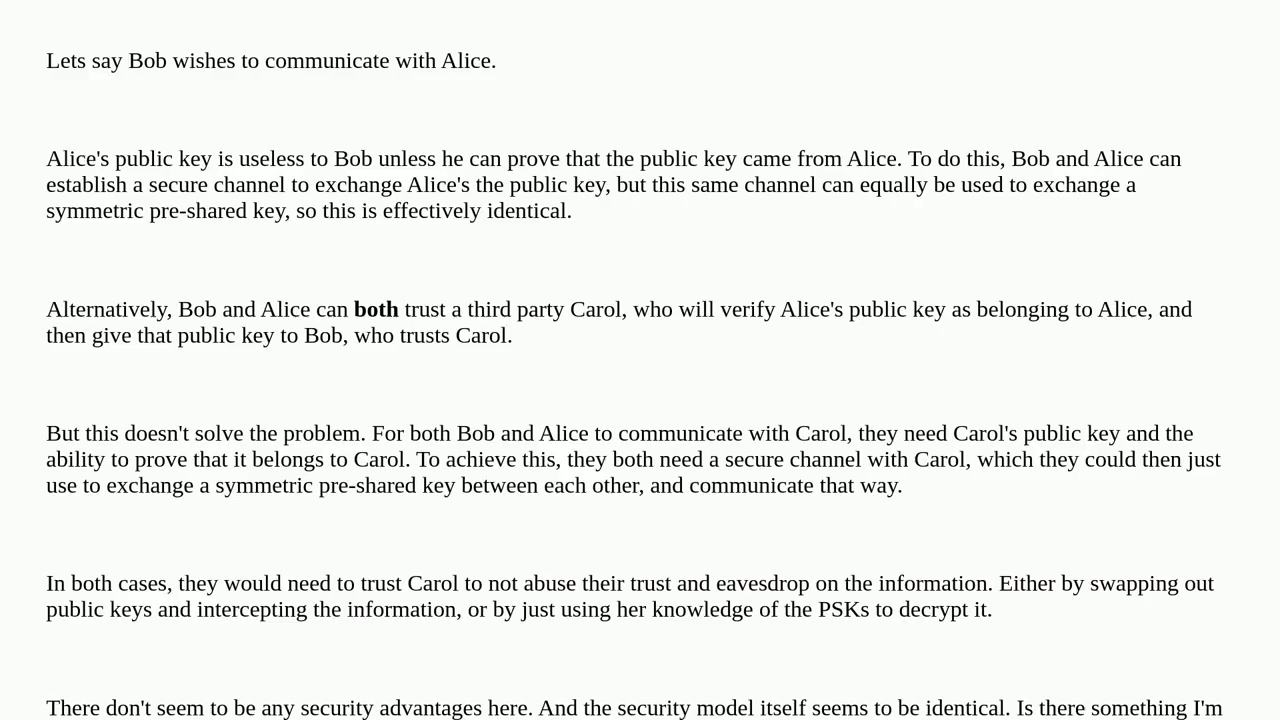 Lets say Bob wishes to communicate with Alice.
Alice's public key is useless to Bob unless he can prove that the public key came from Alice. To do this, Bob and Alice can
establish a secure channel to exchange Alice's the public key, but this same channel can equally be used to exchange a
symmetric pre-shared key, so this is effectively identical.
Alternatively, Bob and Alice can both trust a third party Carol, who will verify Alice's public key as belonging to Alice, and
then give that public key to Bob, who trusts Carol.
But this doesn't solve the problem. For both Bob and Alice to communicate with Carol, they need Carol's public key and the
ability to prove that it belongs to Carol. To achieve this, they both need a secure channel with Carol, which they could then just
use to exchange a symmetric pre-shared key between each other, and communicate that way.
In both cases, they would need to trust Carol to not abuse their trust and eavesdrop on the information. Either by swapping out
public keys and intercepting the information, or by just using her knowledge of the PSKs to decrypt it.
There don't seem to be any security advantages here. And the security model itself seems to be identical. Is there something I'm